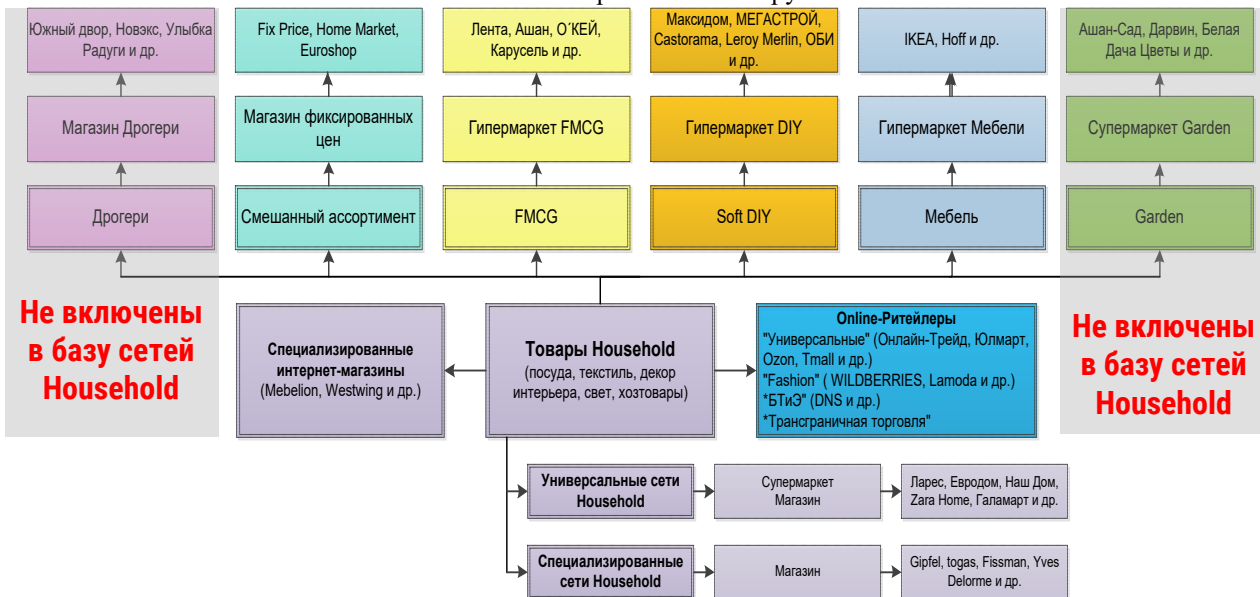 Южный двор, Новэкс, Улыбка
Радуги и др.
Fix Price, Home Market,
Euroshop
Лента, Ашан, О´КЕЙ,
Карусель и др.
Максидом, МЕГАСТРОЙ,
Castorama, Leroy Merlin, ОБИ
и др.
IKEA, Hoff и др.
Ашан-Сад, Дарвин, Белая
Дача Цветы и др.
Магазин Дрогери
Магазин фиксированных
цен
Гипермаркет FMCG
Гипермаркет DIY
Гипермаркет Мебели
Супермаркет Garden
Дрогери
Смешанный ассортимент
FMCG
Soft DIY
Мебель
Garden
Не включены
в базу сетей
Household
Специализированные
интернет-магазины
(Mebelion, Westwing и др.)
Товары Household
(посуда, текстиль, декор
интерьера, свет, хозтовары)
Online-Ритейлеры
"Универсальные" (Онлайн-Трейд, Юлмарт,
Ozon, Tmall и др.)
"Fashion" ( WILDBERRIES, Lamoda и др.)
*БТиЭ" (DNS и др.)
*Трансграничная торговля"
Не включены
в базу сетей
Household
Универсальные сети
Household
Супермаркет
Магазин
Ларес, Евродом, Наш Дом,
Zara Home, Галамарт и др.
Специализированные
сети Household
Магазин
Gipfel, togas, Fissman, Yves
Delorme и др.